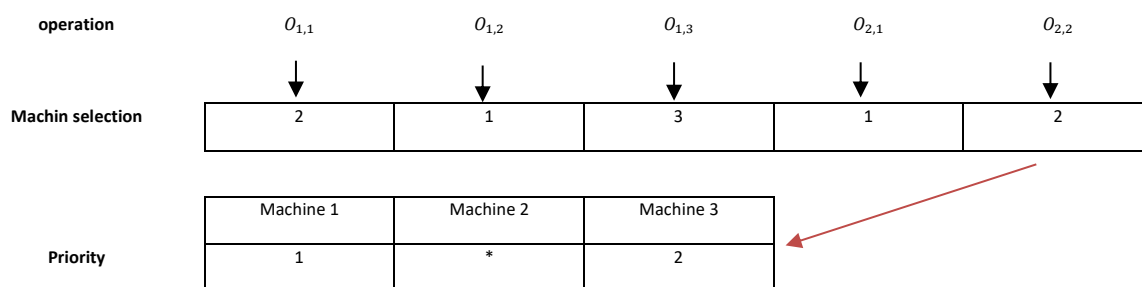 operation O1,1 O1,2 O1,3 O2,1 O2,2
Machin selection 2 1 3 1 2
Machine 1 Machine 2 Machine 3
Priority 1 * 2